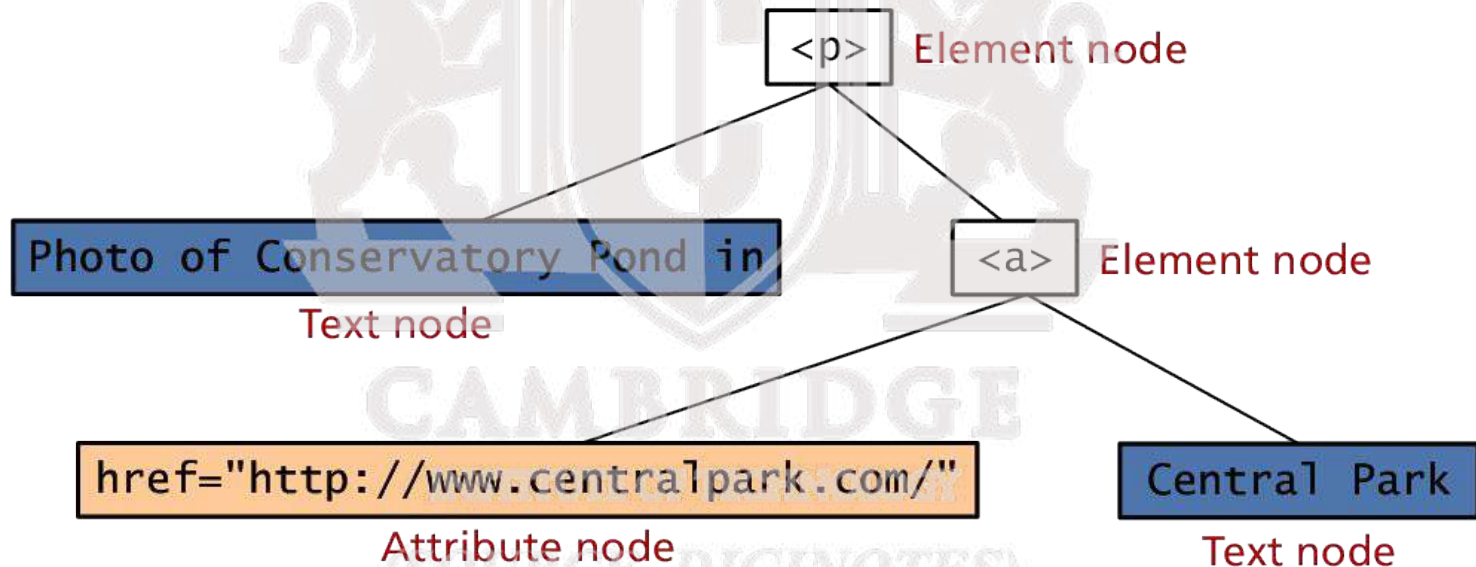 <p> Element node
Photo of Conservatory Pond in
<a> Element node
Text node
CAMBRIDGE
href="http://www.centralpark.com/"
Central Park
Attribute node
Text node